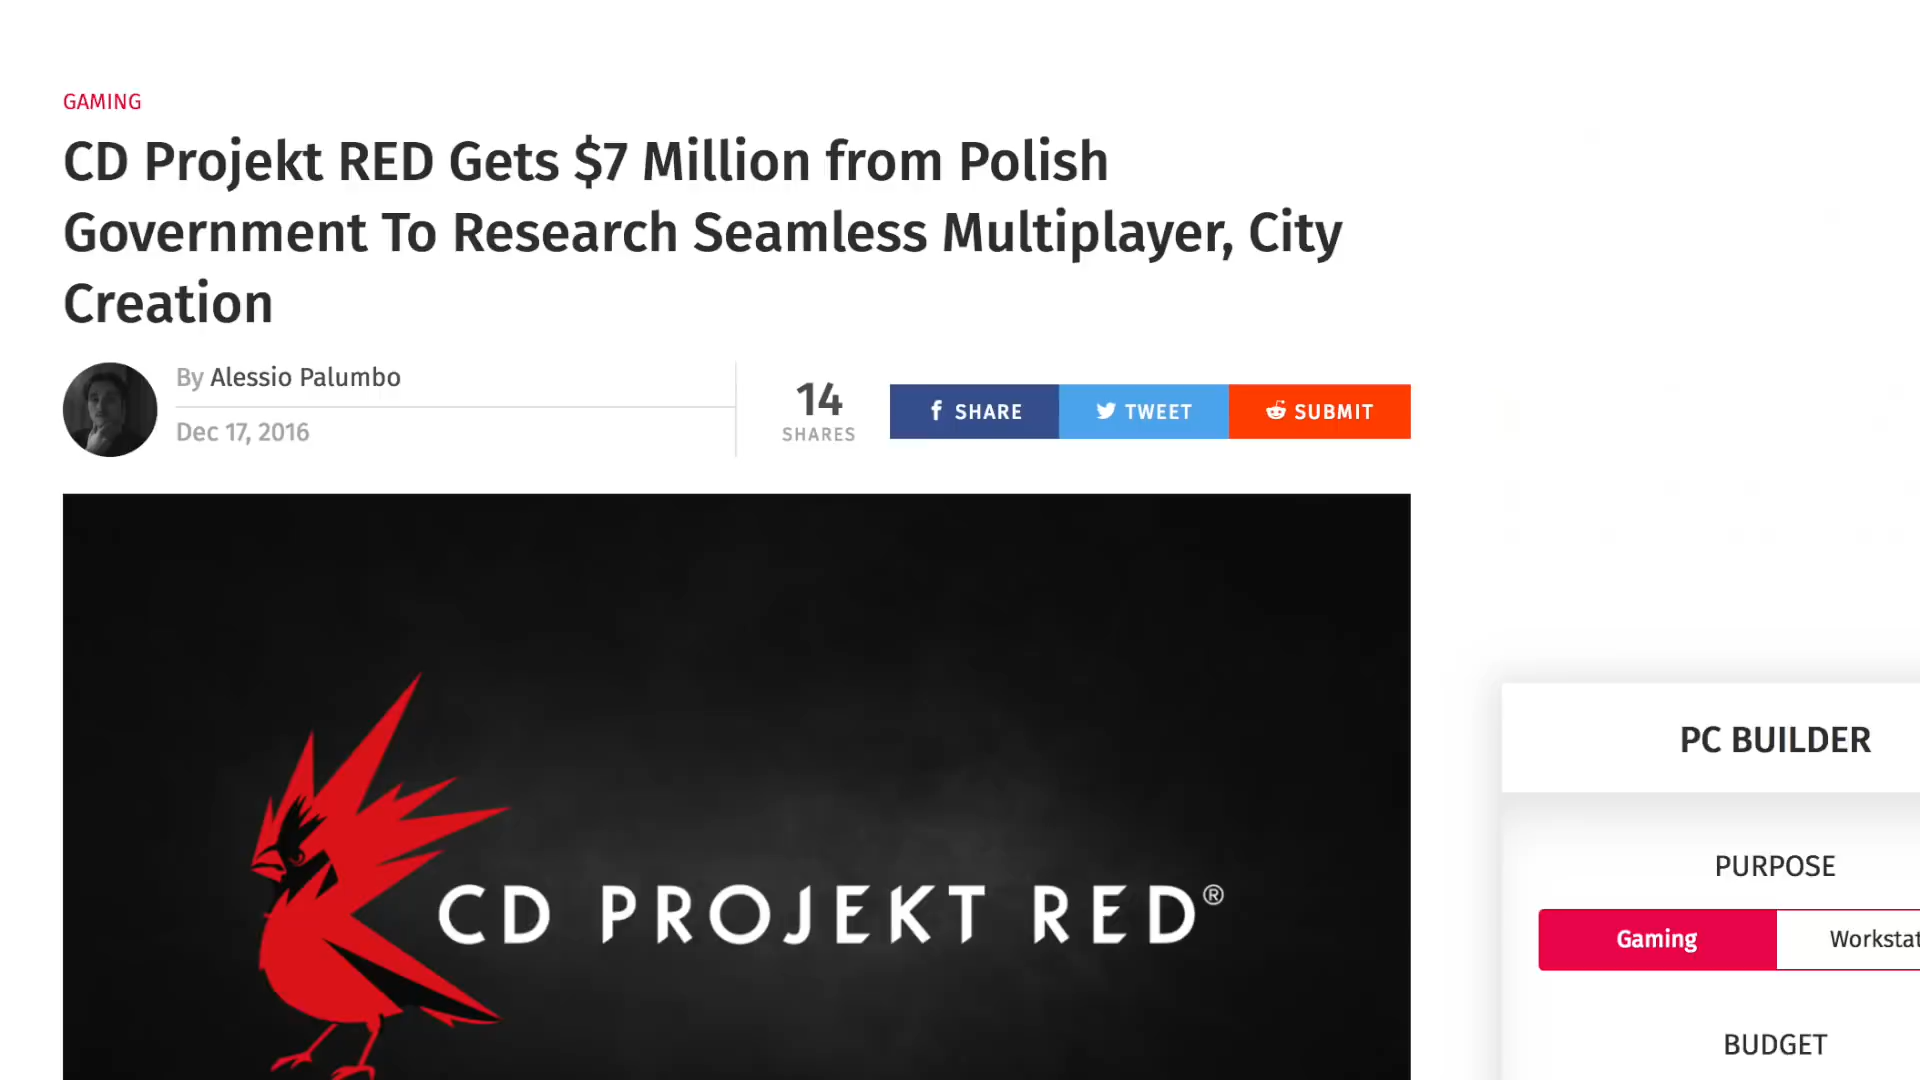 GAMING
CD Projekt RED Gets $7 Million from Polish
Government To Research Seamless Multiplayer, City
Creation
By Alessio Palumbo
Dec 17, 2016
14
SHARES
SHARE
TWEET
SUBMIT
CD PROJEKT RED®
PC BUILDER
PURPOSE
Gaming
Workstat
BUDGET